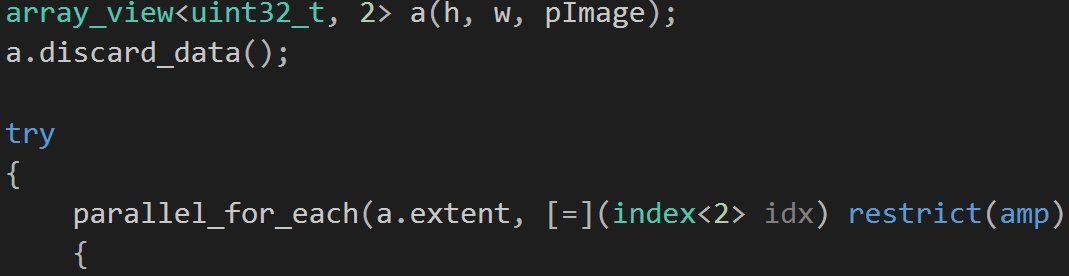 array_view<uint32_t, 2> a(h, w, pImage);
a.discard_data();
try
{
parallel_for_each(a.extent, [=](index<2> idx) restrict(amp)
{